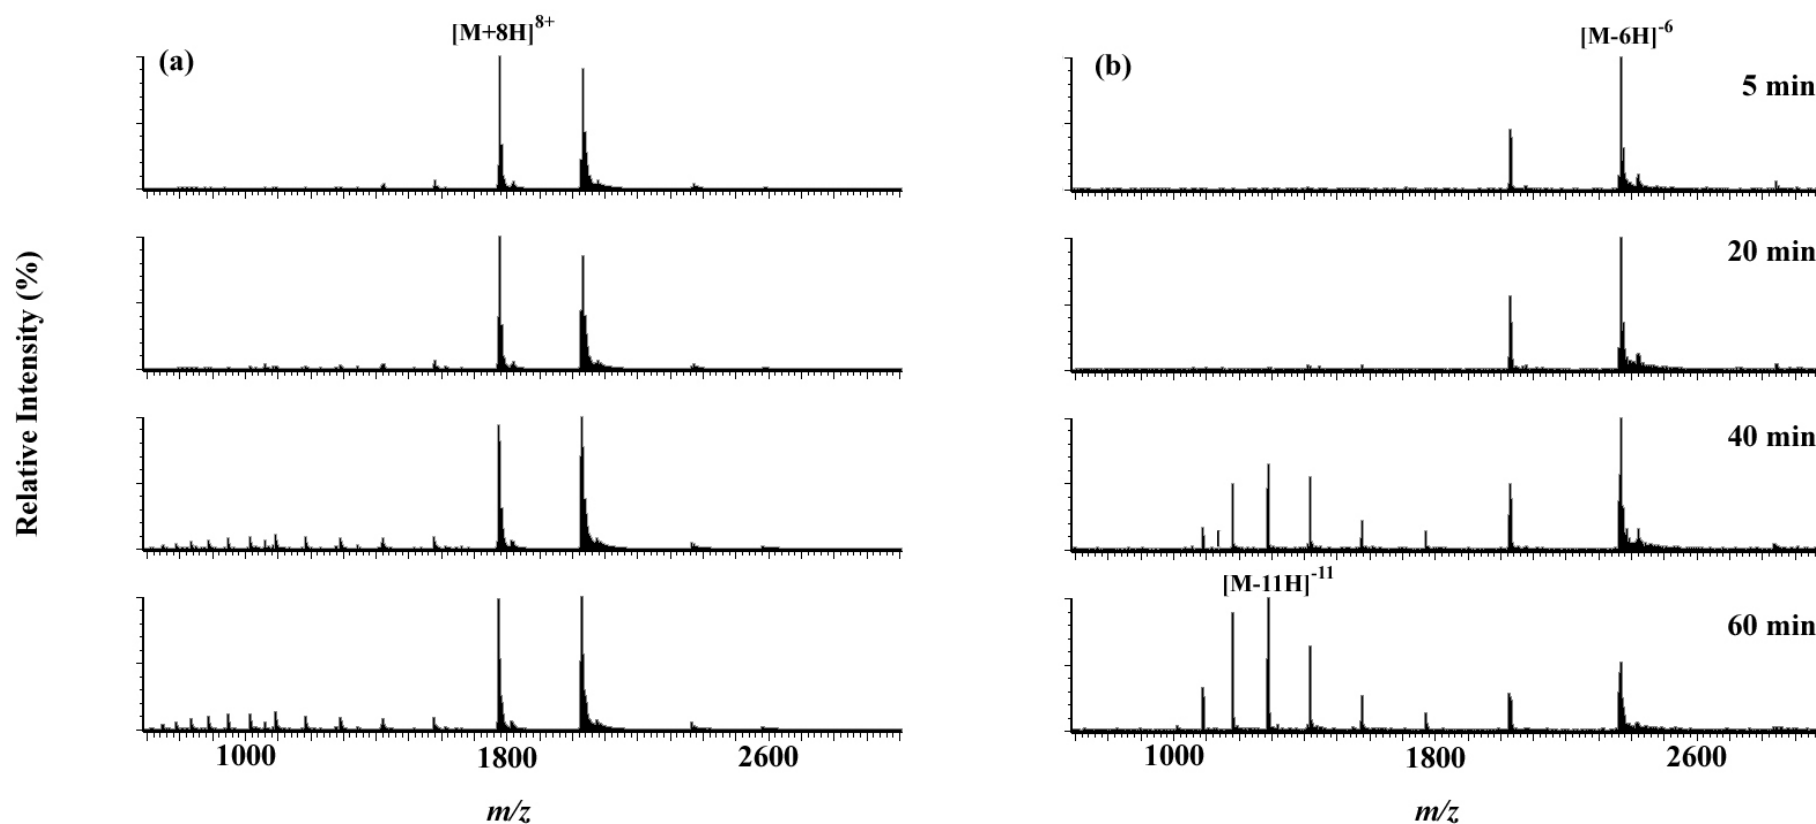 [M+8H]8+
(a)
[M-6H]-6
(b)
5 min
20 min
40 min
[M-11H]-11
60 min
Relative Intensity (%)
1000 1800 2600
m/z
1000 1800 2600
m/z